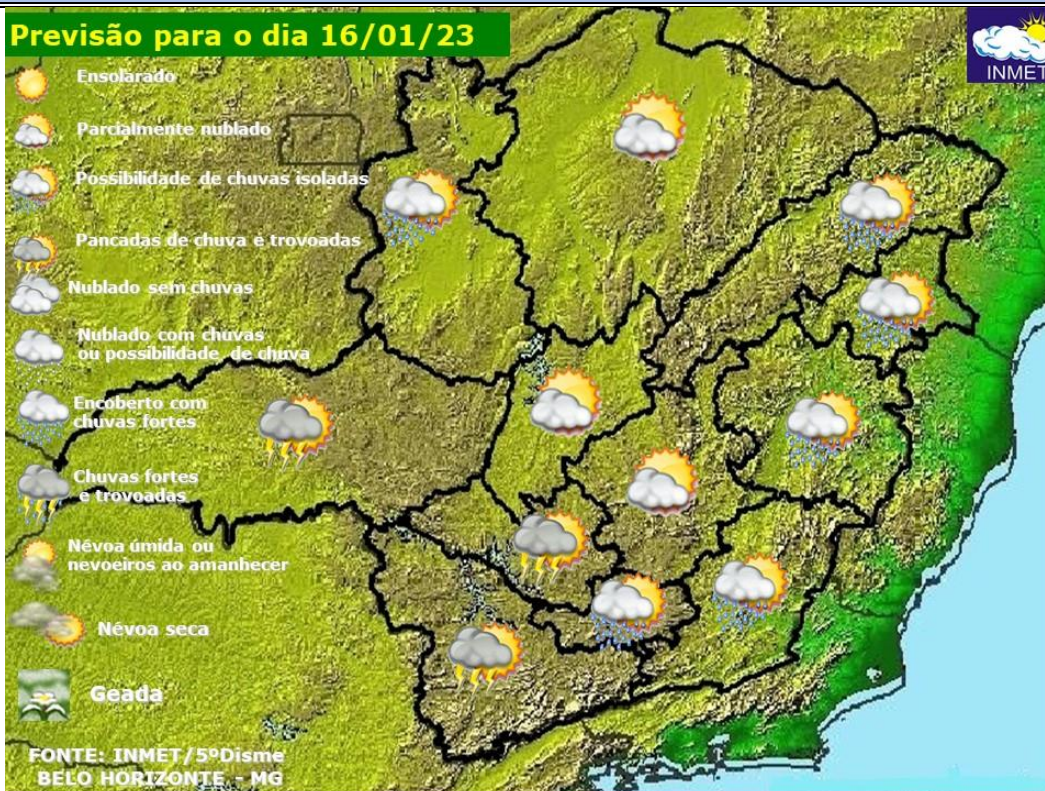 Previsão para o dia 16/01/23
INMET
Ensolarado
Parcialmente nublado
Possibilidade de chuvas isoladas
Pancadas de chuva e trovoadas
Nublado sem chuvas
Nublado com chuvas
ou possibilidade de chuva
Encoberto com
chuvas fortes
Chuvas fortes
e trovoadas
Névoa úmida ou
nevoeiros ao amanhecer
Névoa seca
Geada
FONTE: INMET/5ºDisme
BELO HORIZONTE - MG